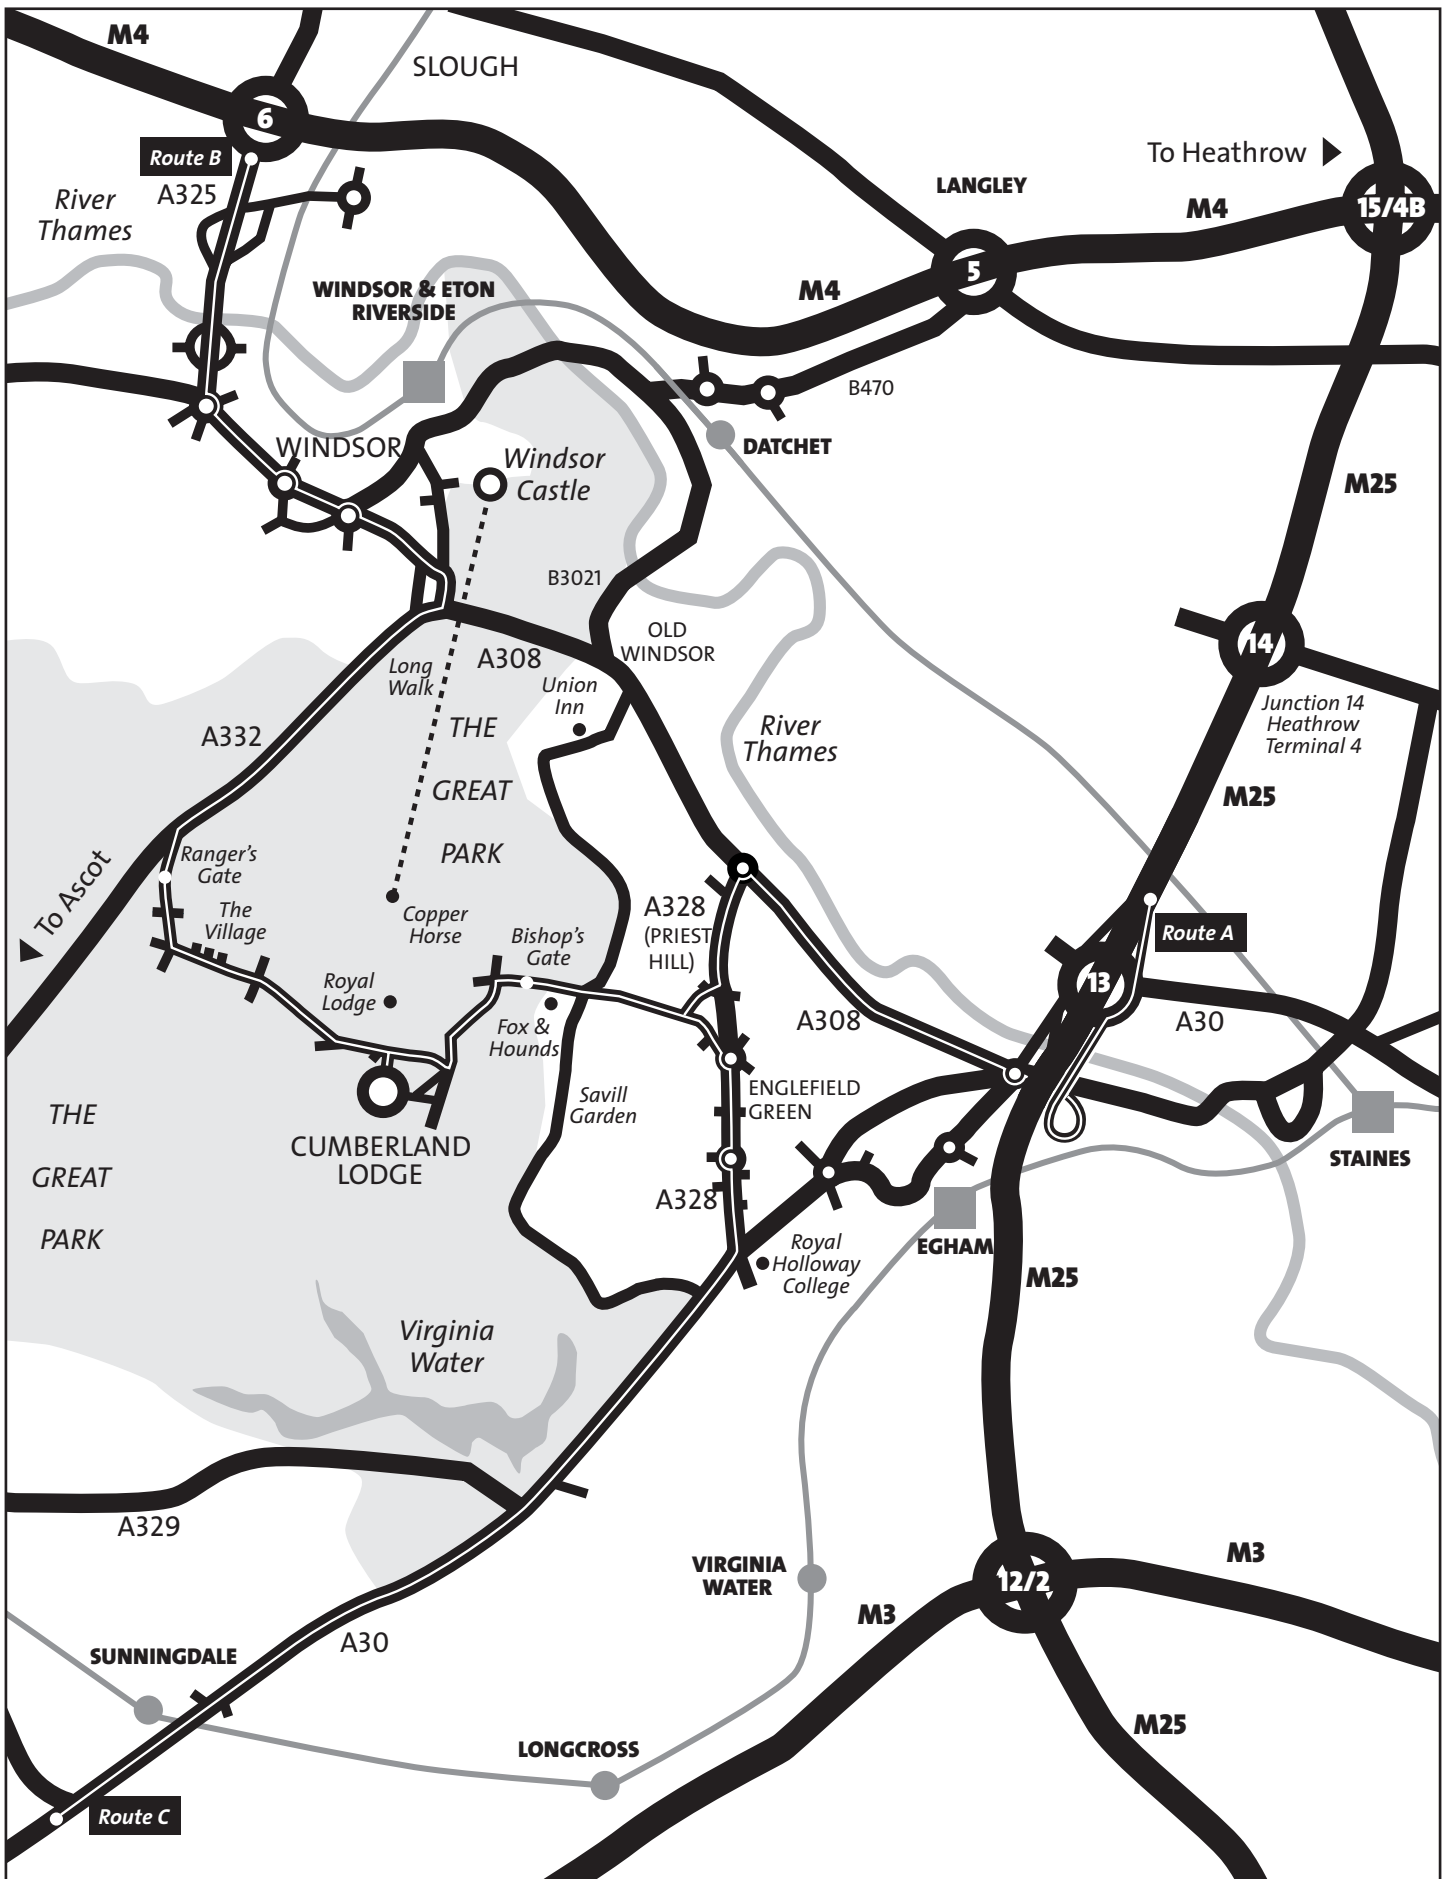 M4
SLOUGH
6
Route B
A325
To Heathrow
LANGLEY
M4
15/4B
River
Thames
5
M4
WINDSOR & ETON
RIVERSIDE
B470
DATCHET
WINDSOR
Windsor
Castle
M25
B3021
OLD
WINDSOR
14
A308
Long
Walk
Union
Inn
Junction 14
Heathrow
Terminal 4
A332
THE
GREAT
PARK
River
Thames
M25
Ranger's
Gate
To Ascot
The
Village
Copper
Horse
Bishop's
Gate
A328
(PRIEST
HILL)
Route A
13
Royal
Lodge
Fox &
Hounds
A308
A30
Savill
Garden
ENGLEFIELD
GREEN
THE
GREAT
PARK
CUMBERLAND
LODGE
STAINES
A328
EGHAM
Royal
Holloway
College
M25
Virginia
Water
A329
VIRGINIA
WATER
12/2
M3
M3
A30
SUNNINGDALE
M25
LONGCROSS
Route C